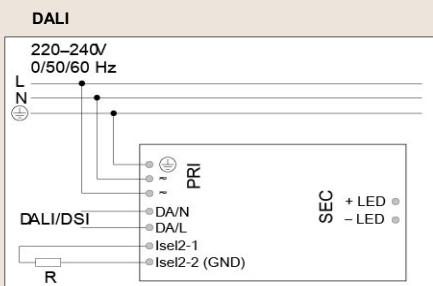 DALI
220–240V
0/50/60 Hz
L
N
~
~
PRI
DA/N
DA/L
Isel2-1
Isel2-2 (GND)
DALI/DSI
R
SEC
+ LED
– LED